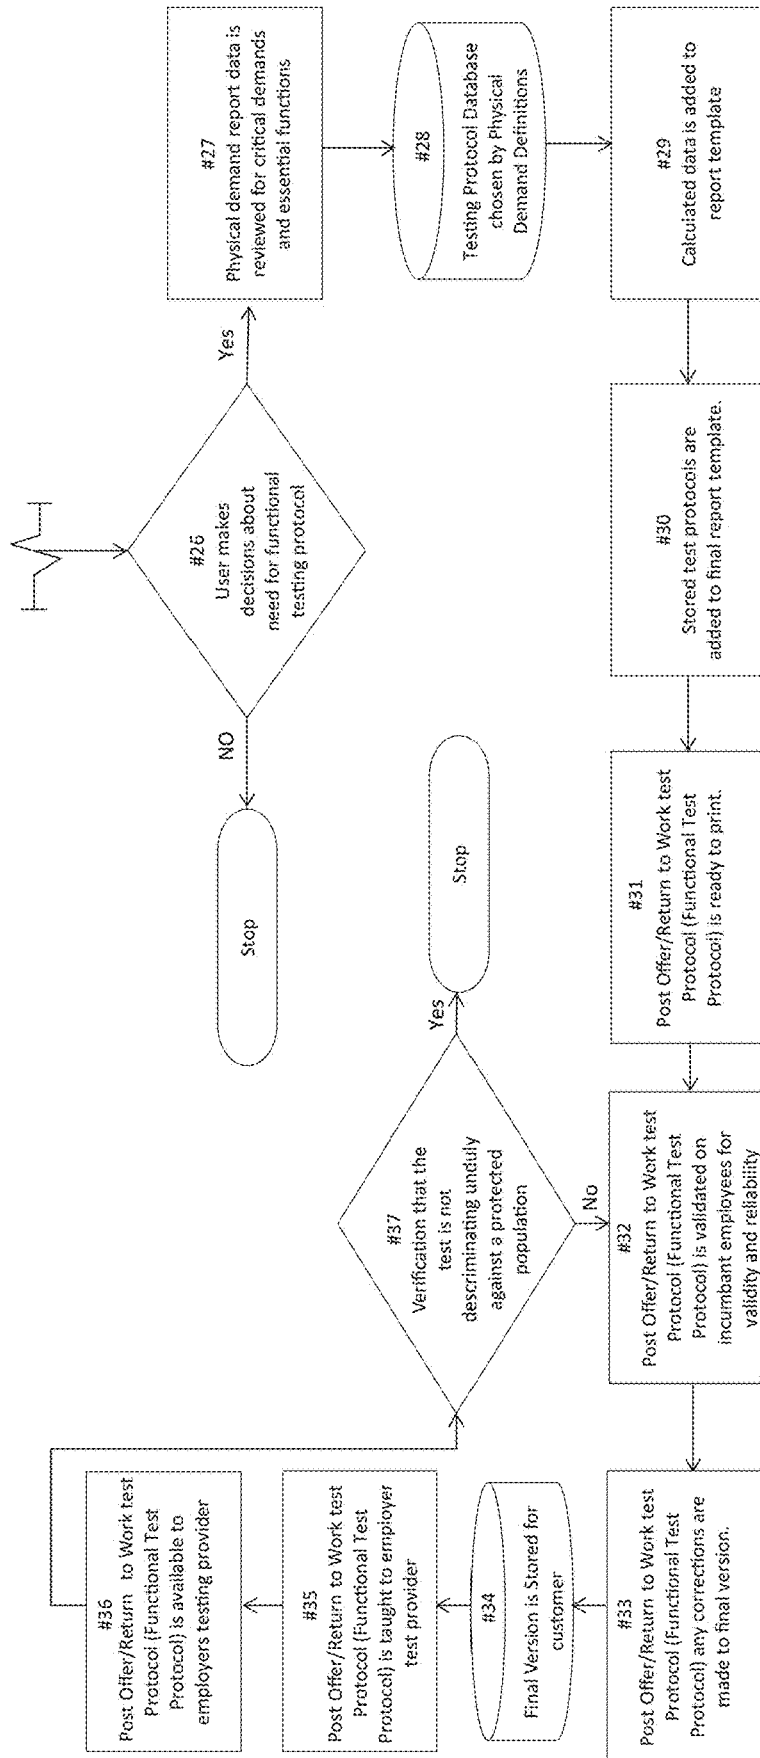 #26
User makes
decisions about
need for functional
testing protocol
NO
Stop
Yes
#27
Physical demand report data is
reviewed for critical demands
and essential functions
#28
Testing Protocol Database
chosen by Physical
Demand Definitions
#29
Calculated data is added to
report template
#30
Stored test protocols are
added to final report template.
#31
Post Offer/Return to Work test
Protocol (Functional Test
Protocol) is ready to print.
#32
Post Offer/Return to Work test
Protocol (Functional Test
Protocol) is validated on
incumbant employees for
validity and reliability
#33
Post Offer/Return to Work test
Protocol (Functional Test
Protocol) any corrections are
made to final version.
#34
Final Version is Stored for
customer
#35
Post Offer/Return to Work test
Protocol (Functional Test
Protocol) is taught to employer
test provider
#36
Post Offer/Return to Work test
Protocol (Functional Test
Protocol) is available to
employers testing provider
#37
Verification that the
test is not
descriminating unduly
against a protected
population
Yes
Stop
No